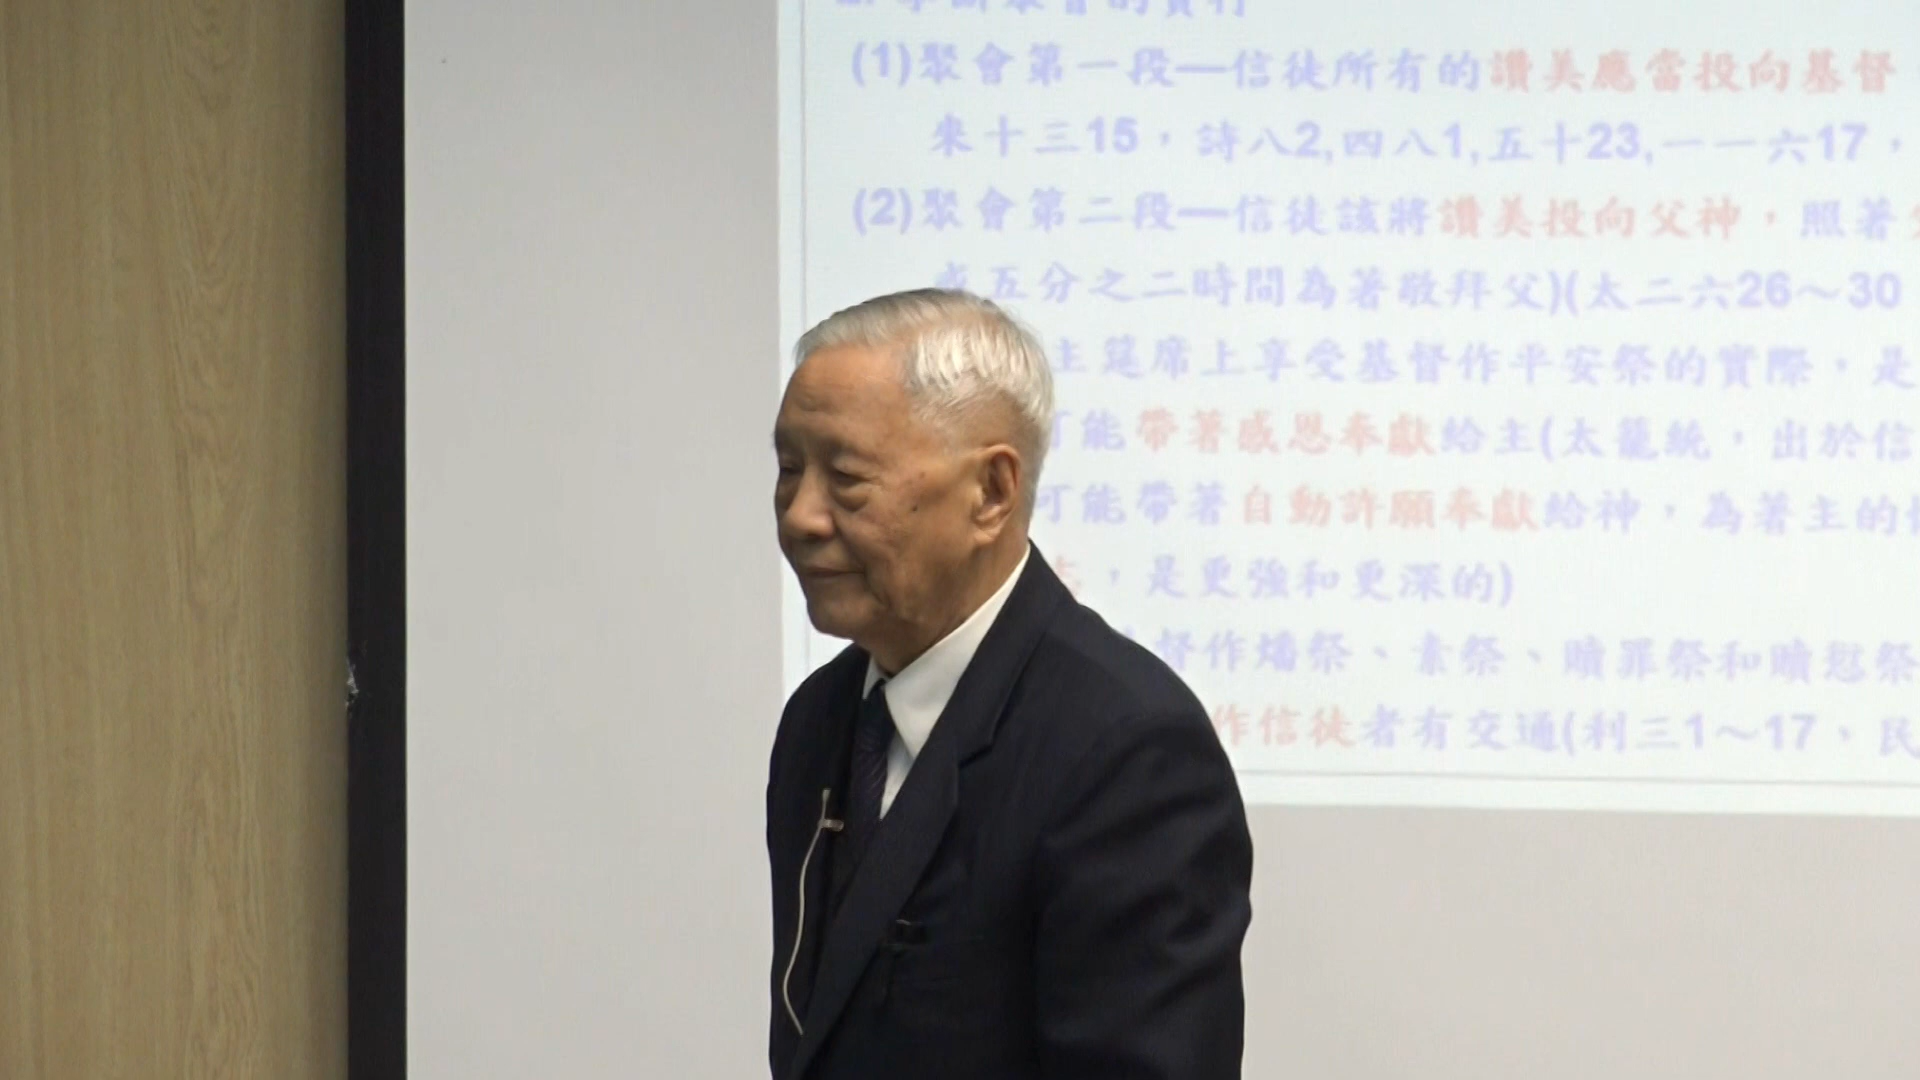 聚會的實行
(1)聚會第一段—信徒所有的讚美應當投向基督
來十三15，詩八2,四八1,五十23,一一六17，
(2)聚會第二段—信徒該將讚美投向父神，照著
五分之二時間為著敬拜父)(太二六26～30
主筵席上享受基督作平安祭的實際，是
可能帶著感恩奉獻給主(太籠統，出於信
可能帶著自動許願奉獻給神，為著主的
，是更強和更深的)
督作燔祭、素祭、贖罪祭和贖愆祭
作信徒者有交通(利三1～17、民